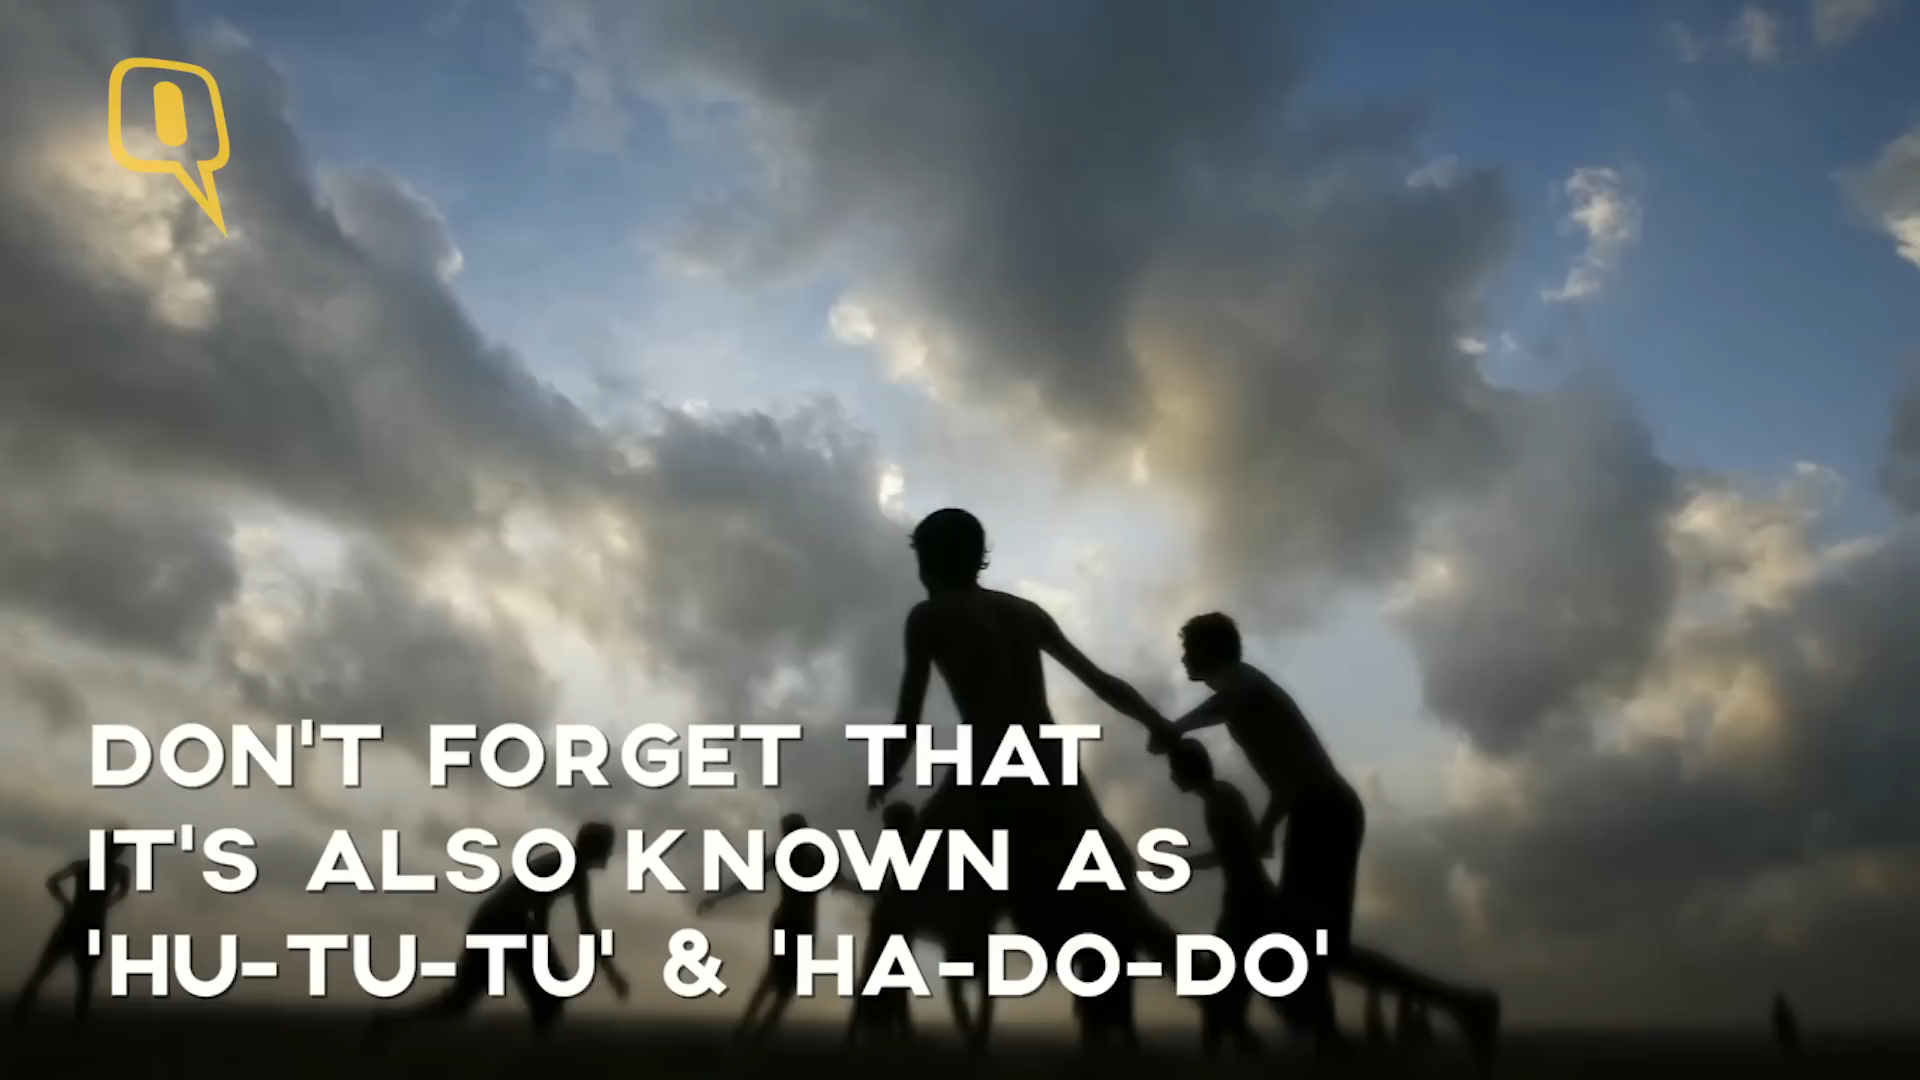 DON'T FORGET THAT
IT'S ALSO KNOWN AS
'HU-TU-TU' & 'HA-DO-DO'